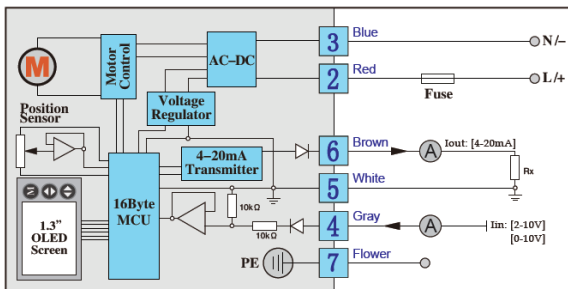 3 Blue N/-
AC-DC
Motor
Control
M
2 Red L/+
Fuse
Position
Sensor
Voltage
Regulator
6 Brown A Iout: [4-20mA]
4-20mA
Transmitter
Rx
5 White
16Byte
MCU
10kΩ
M
1.3"
OLED
Screen
10kΩ
4 Gray A Iin: [2-10V]
[0-10V]
PE
7 Flower